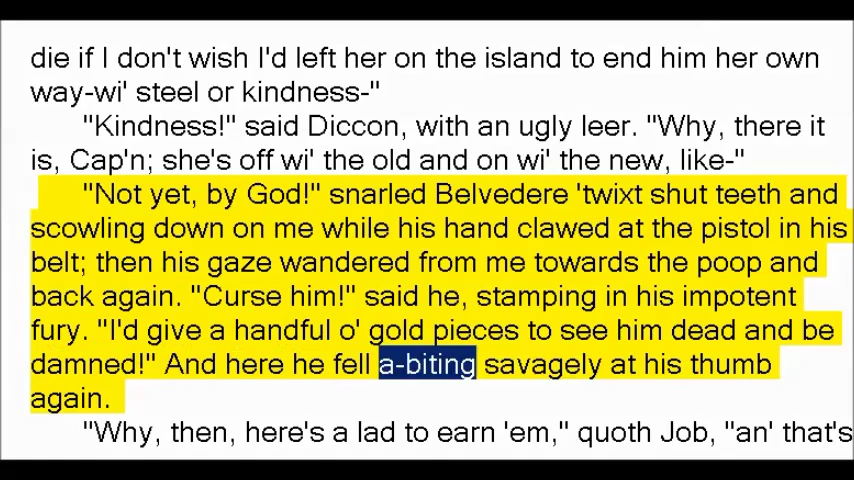 die if I don't wish I'd left her on the island to end him her own
way-wi' steel or kindness-"
"Kindness!" said Diccon, with an ugly leer. "Why, there it
is, Cap'n; she's off wi' the old and on wi' the new, like-"
"Not yet, by God!" snarled Belvedere 'twixt shut teeth and
scowling down on me while his hand clawed at the pistol in his
belt; then his gaze wandered from me towards the poop and
back again. "Curse him!" said he, stamping in his impotent
fury. "I'd give a handful o' gold pieces to see him dead and be
damned!" And here he fell a-biting savagely at his thumb
again.
"Why, then, here's a lad to earn 'em," quoth Job, "an' that's